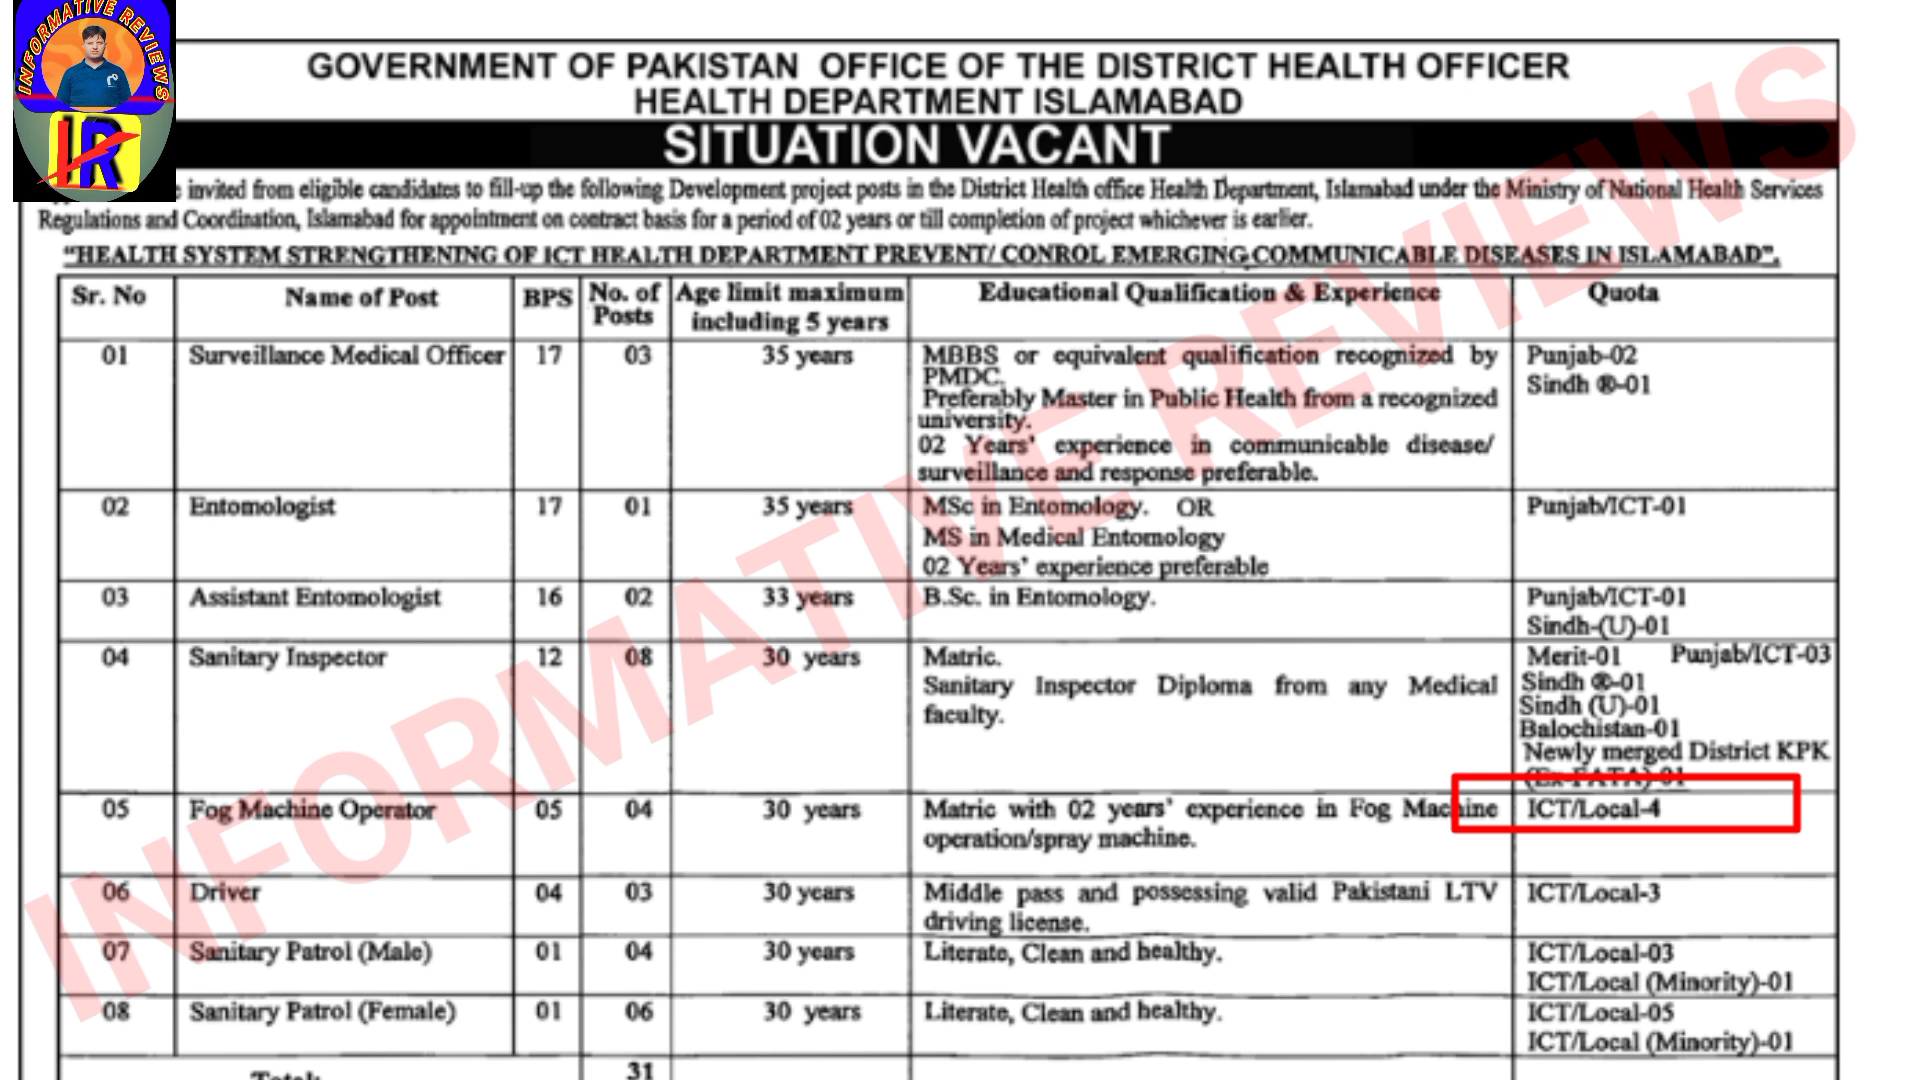 INFORMATIVE REVIEWS
IR
GOVERNMENT OF PAKISTAN OFFICE OF THE DISTRICT HEALTH OFFICER
HEALTH DEPARTMENT ISLAMABAD
SITUATION VACANT
invited from eligible candidates to fill-up the following Development project posts in the District Health office Health Department, Islamabad under the Ministry of National Health Services
Regulations and Coordination, Islamabad for appointment on contract basis for a period of 02 years or till completion of project whichever is earlier.
"HEALTH SYSTEM STRENGTHENING OF ICT HEALTH DEPARTMENT PREVENT/ CONROL EMERGING COMMUNICABLE DISEASES IN ISLAMABAD".
Sr. No Name of Post BPS No. of Posts Age limit maximum including 5 years Educational Qualification & Experience Quota
01 Surveillance Medical Officer 17 03 35 years MBBS or equivalent qualification recognized by Punjab-02
PMDC. Sindh ®-01
Preferably Master in Public Health from a recognized
university.
02 Years' experience in communicable disease/
surveillance and response preferable.
02 Entomologist 17 01 35 years MSc in Entomology. OR Punjab/ICT-01
MS in Medical Entomology
02 Years' experience preferable
03 Assistant Entomologist 16 02 33 years B.Sc. in Entomology. Punjab/ICT-01
Sindh-(U)-01
04 Sanitary Inspector 12 08 30 years Matric. Merit-01 Punjab/ICT-03
Sanitary Inspector Diploma from any Medical Sindh ®-01
faculty. Sindh (U)-01
Balochistan-01
Newly merged District KPK
(Ex-FATA)-01
05 Fog Machine Operator 05 04 30 years Matric with 02 years' experience in Fog Machine ICT/Local-4
operation/spray machine.
06 Driver 04 03 30 years Middle pass and possessing valid Pakistani LTV ICT/Local-3
driving license.
07 Sanitary Patrol (Male) 01 04 30 years Literate, Clean and healthy. ICT/Local-03
ICT/Local (Minority)-01
08 Sanitary Patrol (Female) 01 06 30 years Literate, Clean and healthy. ICT/Local-05
ICT/Local (Minority)-01
Total: 31
INFORMATIVE REVIEWS